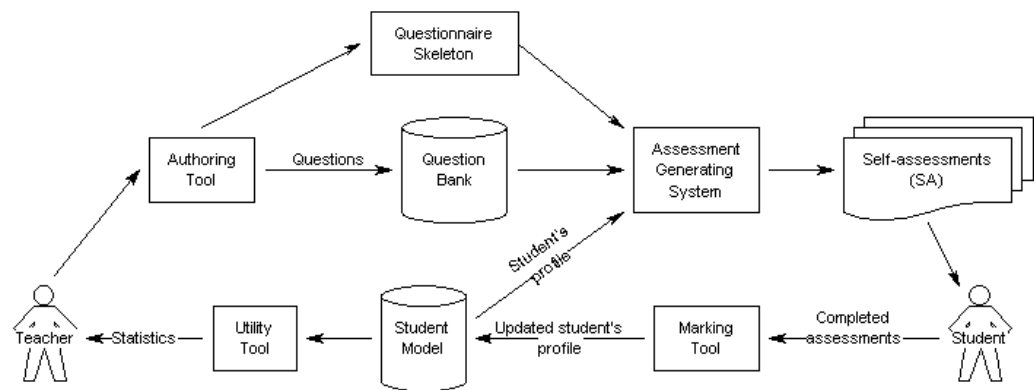 Questionnaire
Skeleton
Authoring
Tool
Questions
Question
Bank
Assessment
Generating
System
Self-assessments
(SA)
Student's
profile
Teacher
Statistics
Utility
Tool
Student
Model
Updated student's
profile
Marking
Tool
Completed
assessments
Student